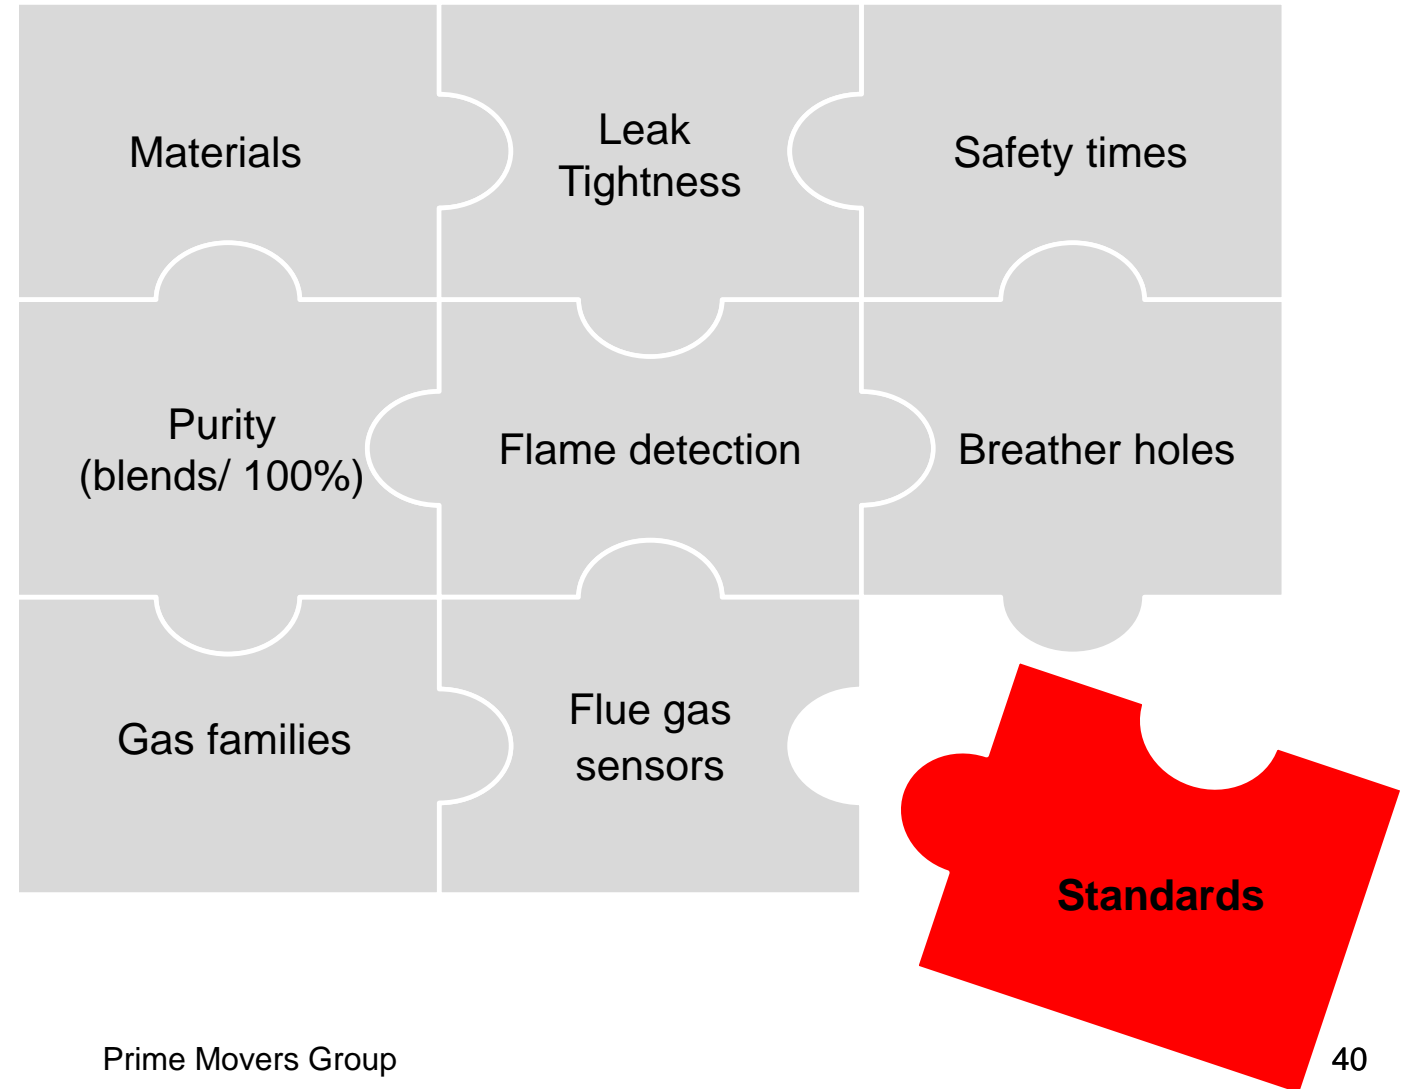 Materials
Leak
Tightness
Safety times
Purity
(blends/ 100%)
Flame detection
Breather holes
Gas families
Flue gas
sensors
Standards
Prime Movers Group
40